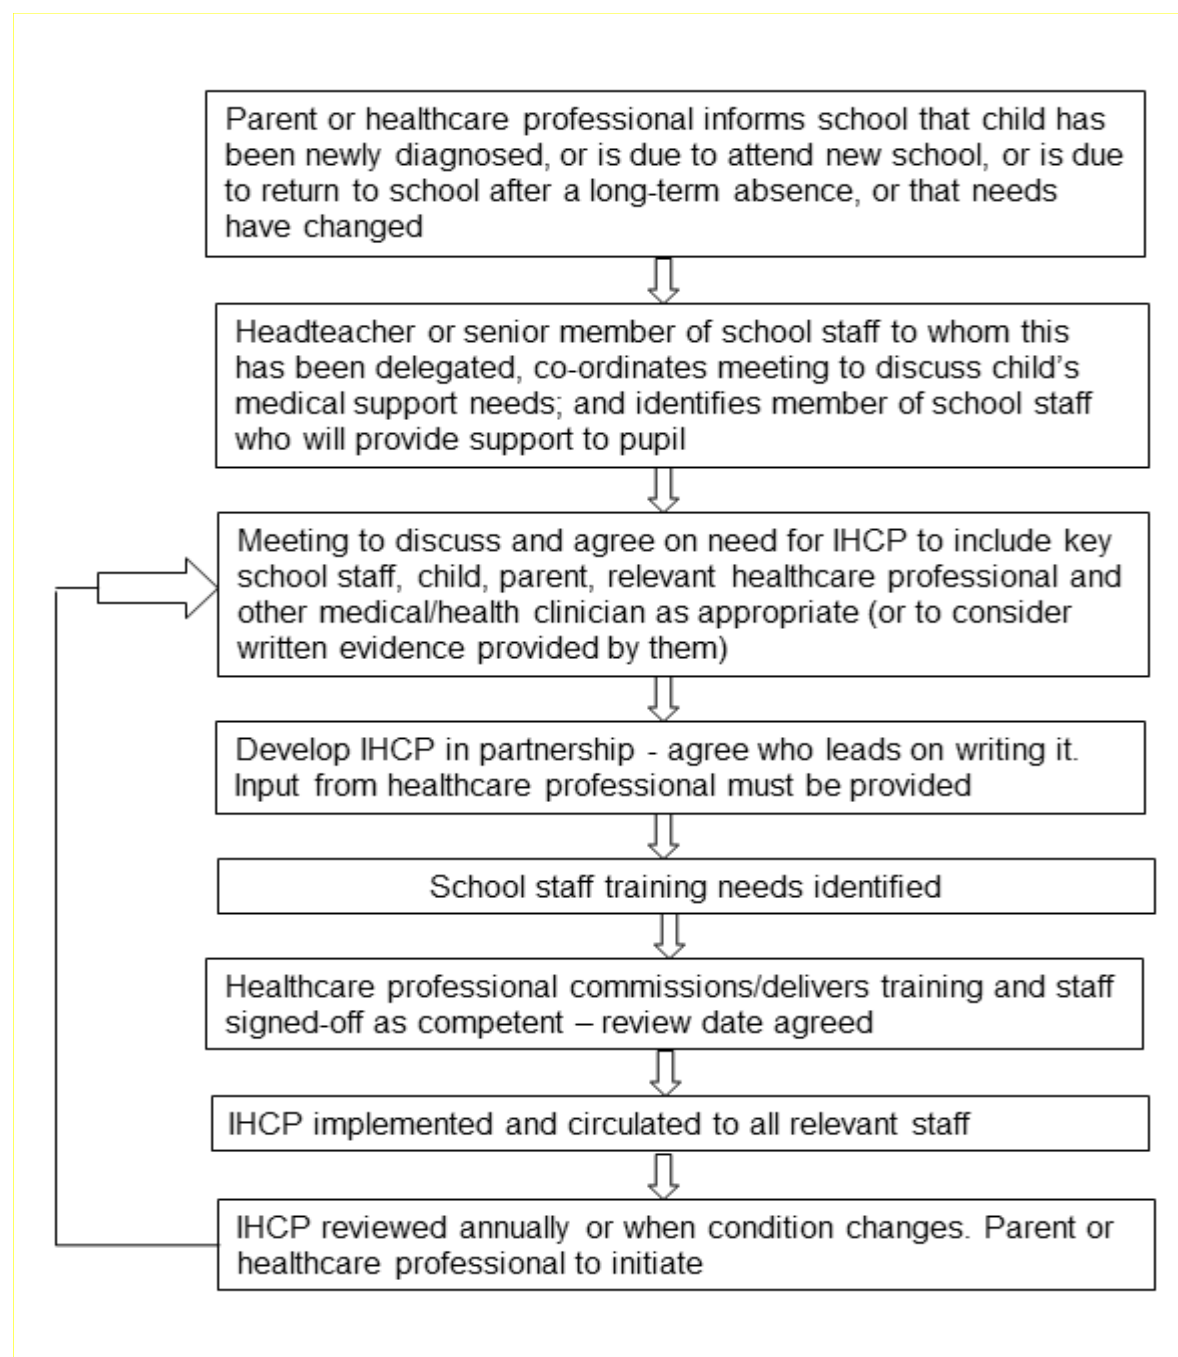 Parent or healthcare professional informs school that child has
been newly diagnosed, or is due to attend new school, or is due
to return to school after a long-term absence, or that needs
have changed
Headteacher or senior member of school staff to whom this
has been delegated, co-ordinates meeting to discuss child's
medical support needs; and identifies member of school staff
who will provide support to pupil
Meeting to discuss and agree on need for IHCP to include key
school staff, child, parent, relevant healthcare professional and
other medical/health clinician as appropriate (or to consider
written evidence provided by them)
Develop IHCP in partnership - agree who leads on writing it.
Input from healthcare professional must be provided
School staff training needs identified
Healthcare professional commissions/delivers training and staff
signed-off as competent – review date agreed
IHCP implemented and circulated to all relevant staff
IHCP reviewed annually or when condition changes. Parent or
healthcare professional to initiate